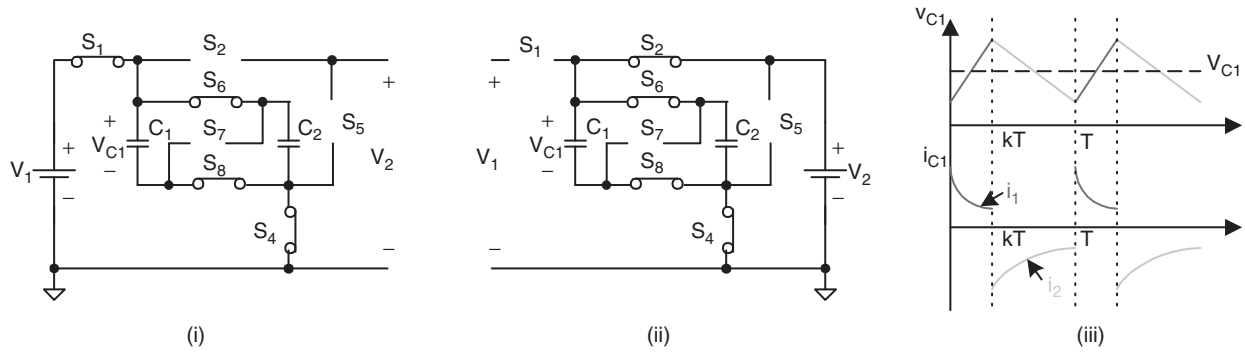 S1 S2
S6
+ C1 S7 C2 S5
VC1
S8
V1 + − − V2
S4
+
−
(i)
S1 S2
+
S6
+ C1 S7 C2 S5
VC1
V1 − S8 + V2 −
S4
−
(ii)
vC1
VC1
kT T
iC1
i1
kT T
i2
(iii)